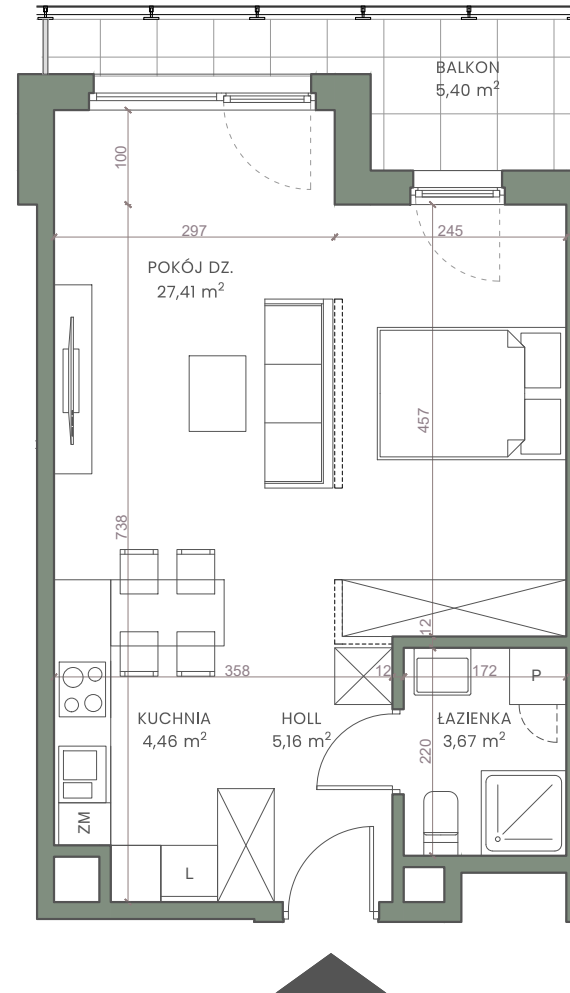 BALKON
5,40 m²
100
297
245
POKÓJ DZ.
27,41 m²
457
738
12
358
12
172
P
KUCHNIA
4,46 m²
HOLL
5,16 m²
ŁAZIENKA
3,67 m²
220
ZM
L